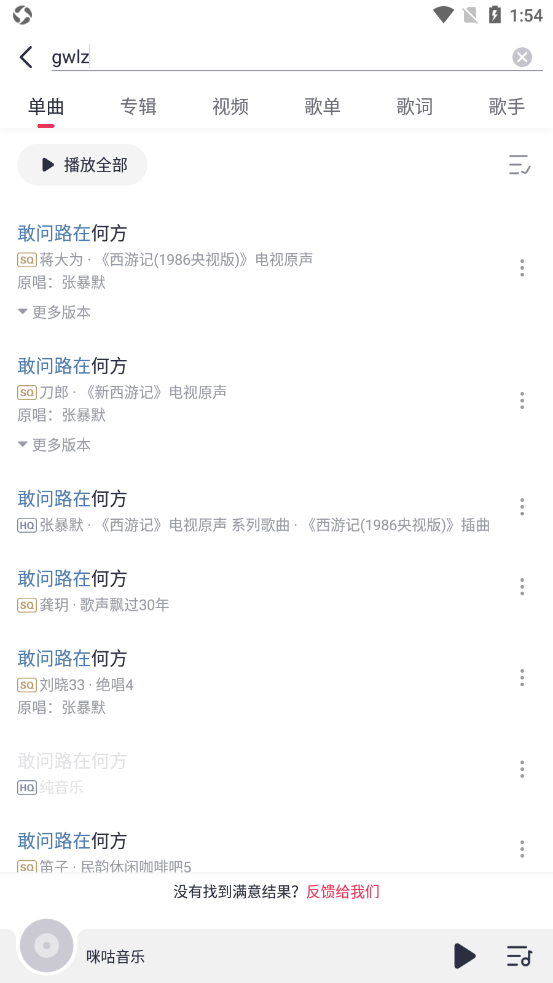 1:54
gwlz
单曲 专辑 视频 歌单 歌词 歌手
播放全部
敢问路在何方
SQ 蒋大为 · 《西游记(1986央视版)》电视原声
原唱：张暴默
更多版本
敢问路在何方
SQ 刀郎 · 《新西游记》电视原声
原唱：张暴默
更多版本
敢问路在何方
HQ 张暴默 · 《西游记》电视原声 系列歌曲 · 《西游记(1986央视版)》插曲
敢问路在何方
SQ 龚玥 · 歌声飘过30年
敢问路在何方
SQ 刘晓33 · 绝唱4
原唱：张暴默
敢问路在何方
HQ 纯音乐
敢问路在何方
SQ 笛子 · 民韵休闲咖啡吧5
没有找到满意结果？反馈给我们
咪咕音乐